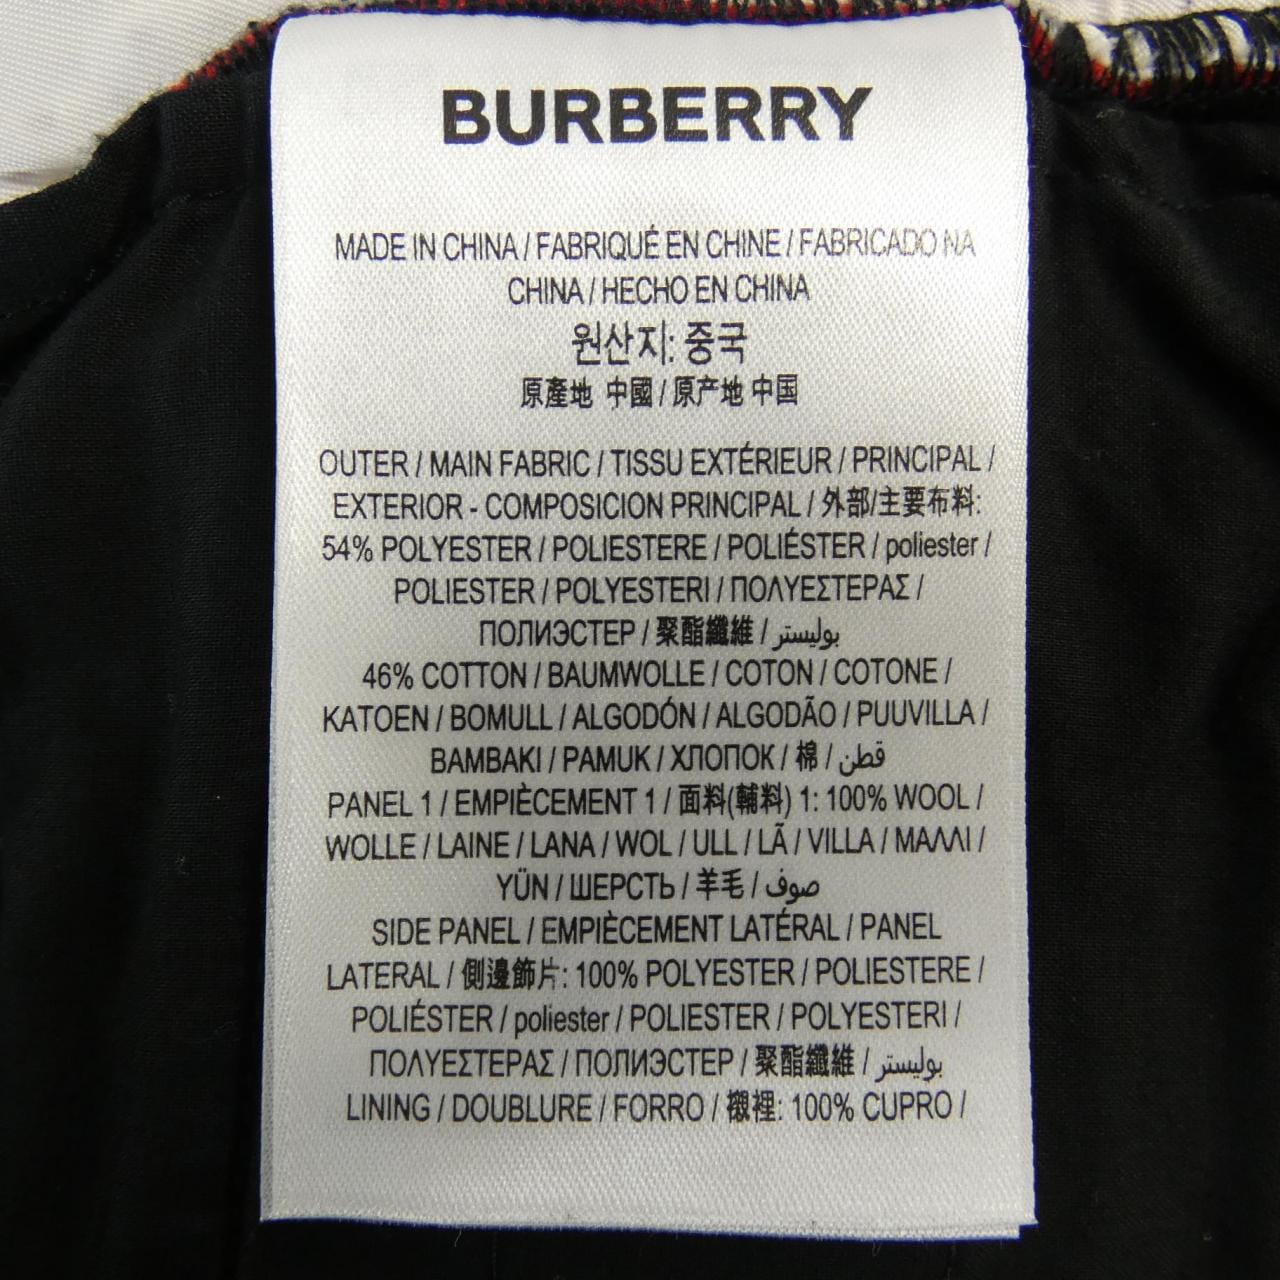 BURBERRY
MADE IN CHINA / FABRIQUÉ EN CHINE / FABRICADO NA
CHINA / HECHO EN CHINA
원산지: 중국
原產地 中國 / 原产地 中国
OUTER / MAIN FABRIC / TISSU EXTÉRIEUR / PRINCIPAL /
EXTERIOR - COMPOSICION PRINCIPAL / 外部/主要布料:
54% POLYESTER / POLIESTERE / POLIÉSTER / poliester /
POLIESTER / POLYESTERI / ΠΟΛΥΕΣΤΕΡΑΣ /
ПОЛИЭСТЕР / 聚酯纖維 / بوليستر
46% COTTON / BAUMWOLLE / COTON / COTONE /
KATOEN / BOMULL / ALGODÓN / ALGODÃO / PUUVILLA /
BAMBAKI / PAMUK / ХЛОПОК / 棉 / قطن
PANEL 1 / EMPIÈCEMENT 1 / 面料(輔料) 1: 100% WOOL /
WOLLE / LAINE / LANA / WOL / ULL / LÃ / VILLA / ΜΑΛΛΙ /
YÜN / ШЕРСТЬ / 羊毛 / صوف
SIDE PANEL / EMPIÈCEMENT LATÉRAL / PANEL
LATERAL / 側邊飾片: 100% POLYESTER / POLIESTERE /
POLIÉSTER / poliester / POLIESTER / POLYESTERI /
ΠΟΛΥΕΣΤΕΡΑΣ / ПОЛИЭСТЕР / 聚酯纖維 / بوليستر
LINING / DOUBLURE / FORRO / 襯裡: 100% CUPRO /